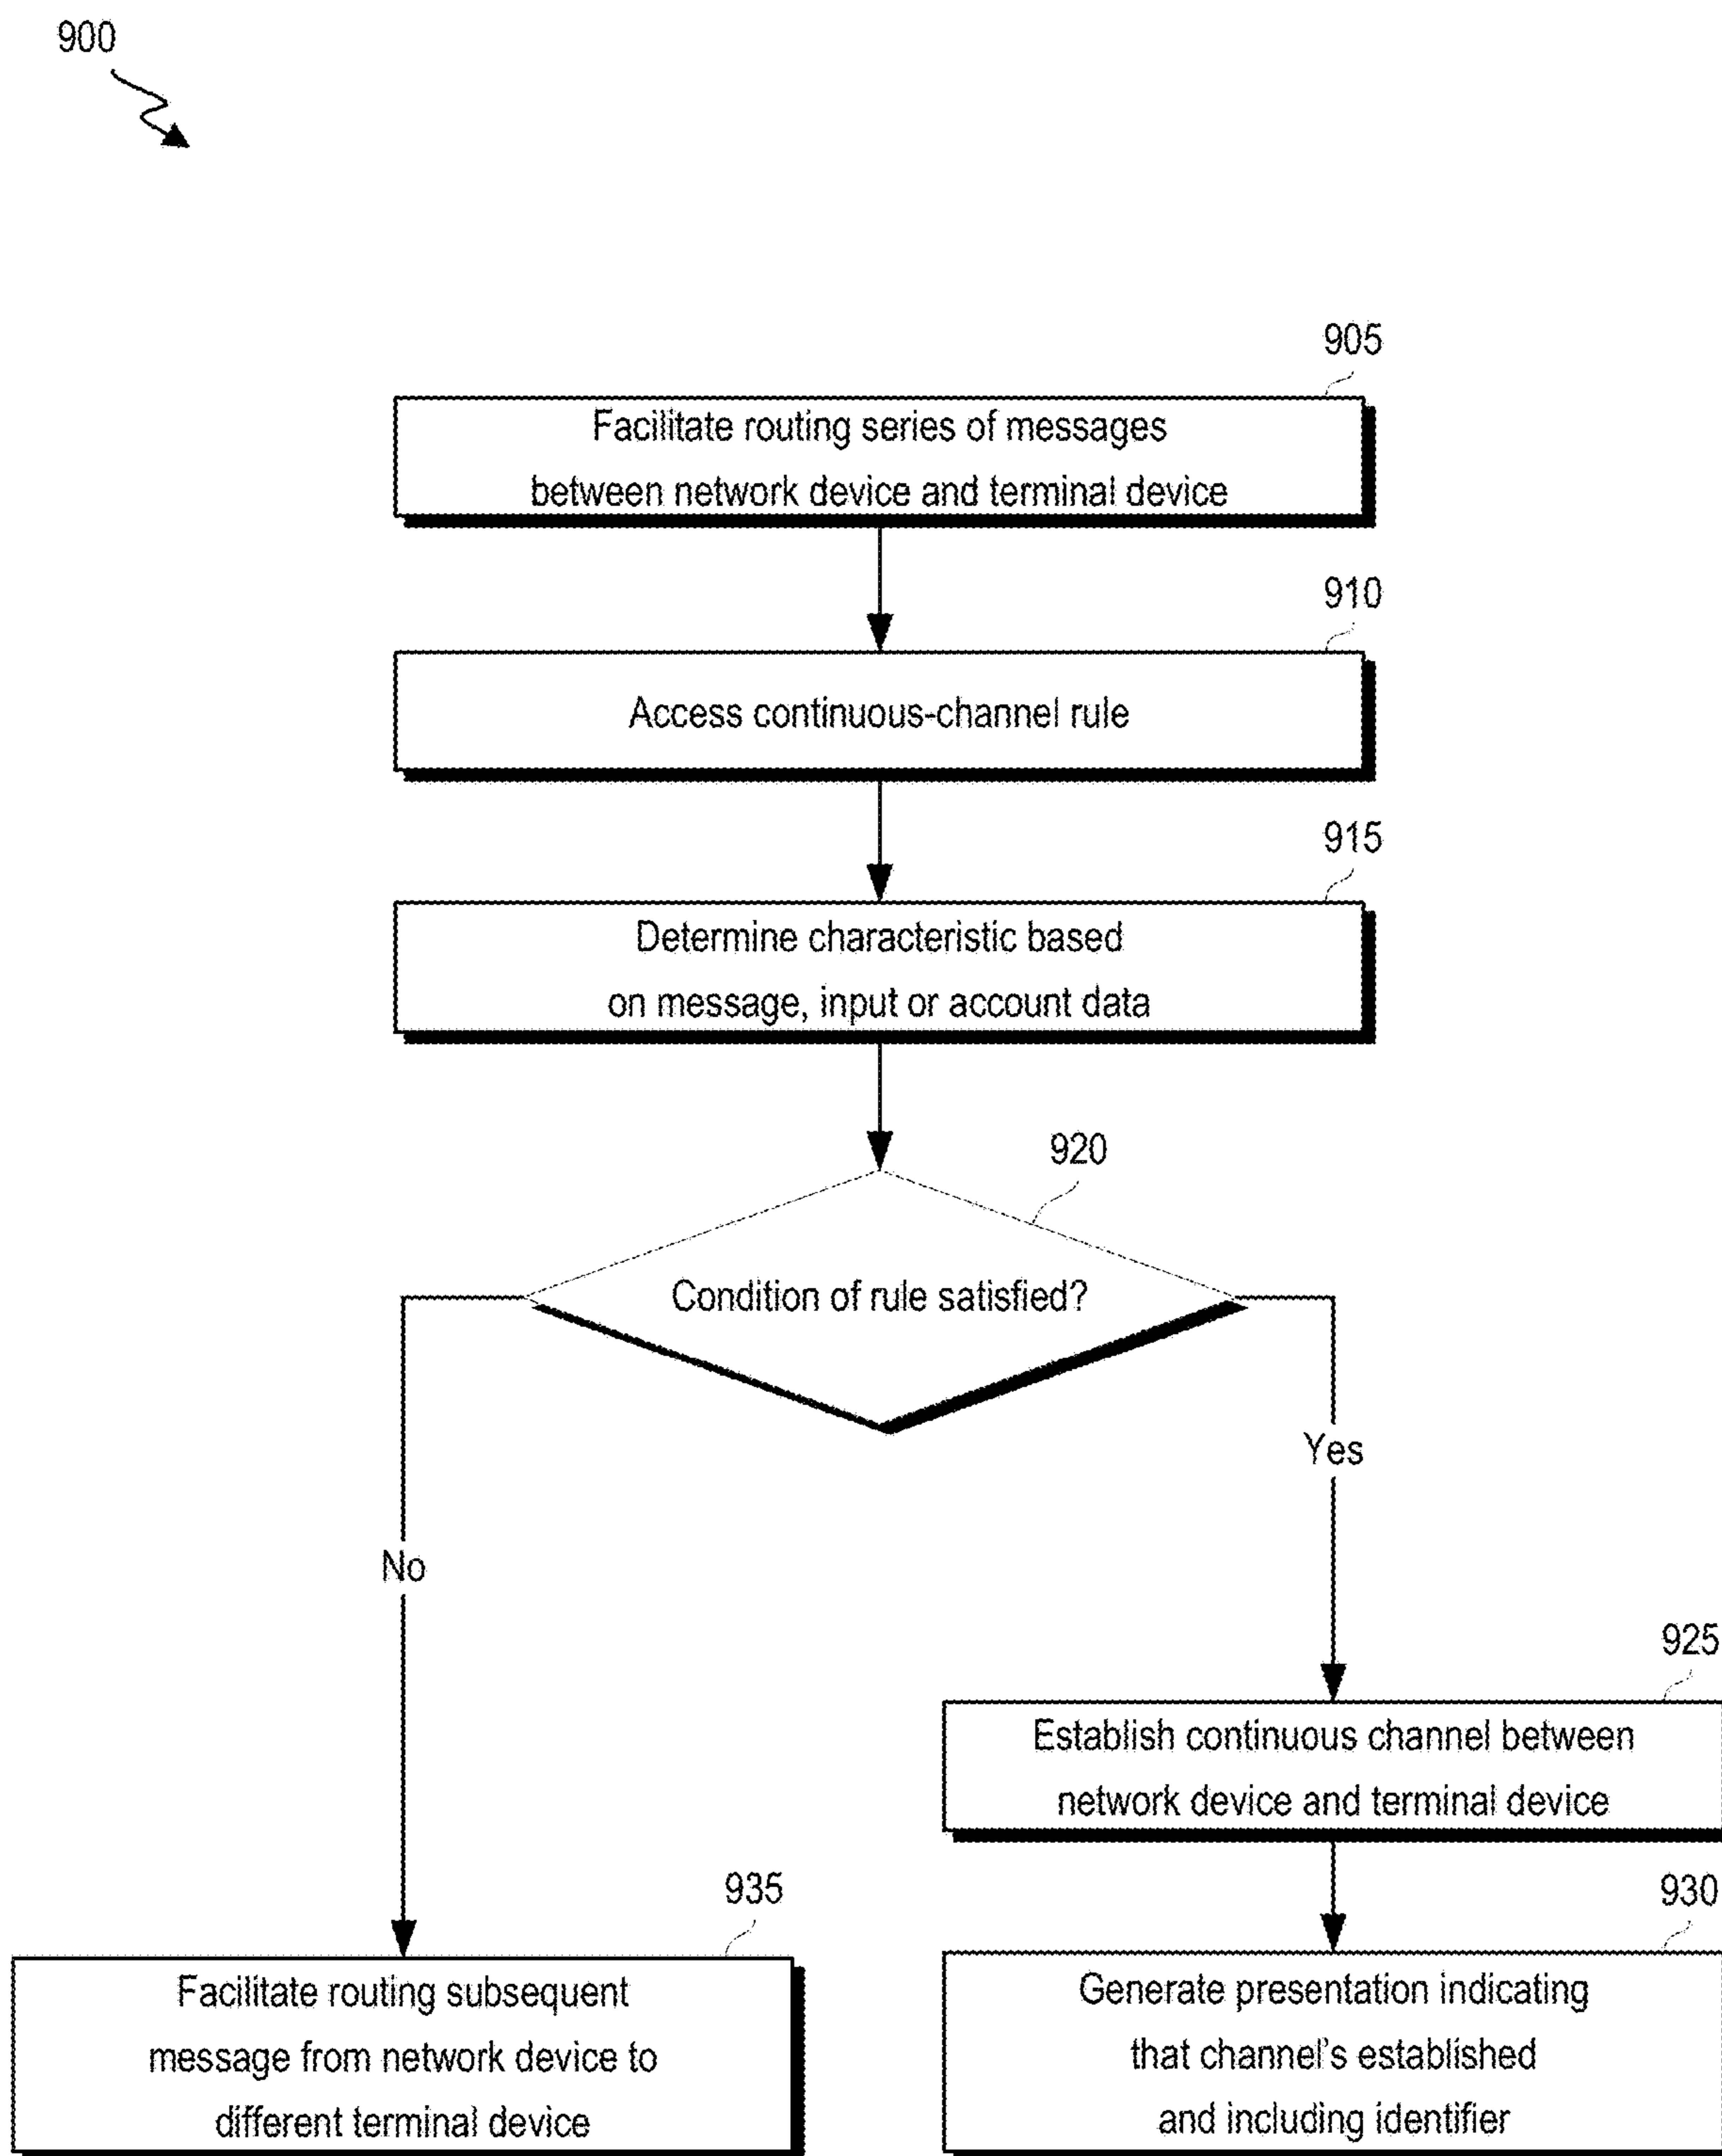 900
905
Facilitate routing series of messages
between network device and terminal device
910
Access continuous-channel rule
915
Determine characteristic based
on message, input or account data
920
Condition of rule satisfied?
Yes
No
925
Establish continuous channel between
network device and terminal device
935
930
Facilitate routing subsequent
message from network device to
different terminal device
Generate presentation indicating
that channel's established
and including identifier